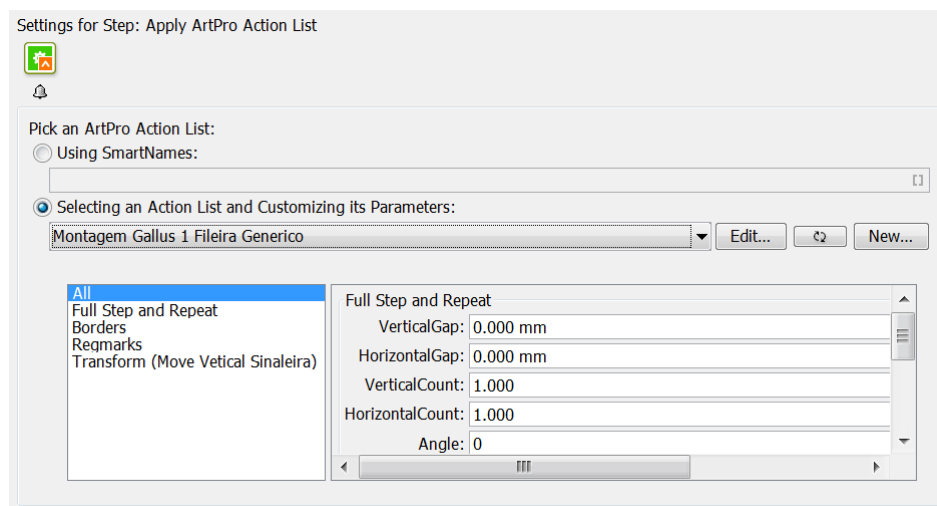 Settings for Step: Apply ArtPro Action List
Pick an ArtPro Action List:
Using SmartNames:
[]
Selecting an Action List and Customizing its Parameters:
Montagem Gallus 1 Fileira Generico
Edit...
New...
All
Full Step and Repeat
Borders
Regmarks
Transform (Move Vetical Sinaleira)
Full Step and Repeat
VerticalGap: 0.000 mm
HorizontalGap: 0.000 mm
VerticalCount: 1.000
HorizontalCount: 1.000
Angle: 0